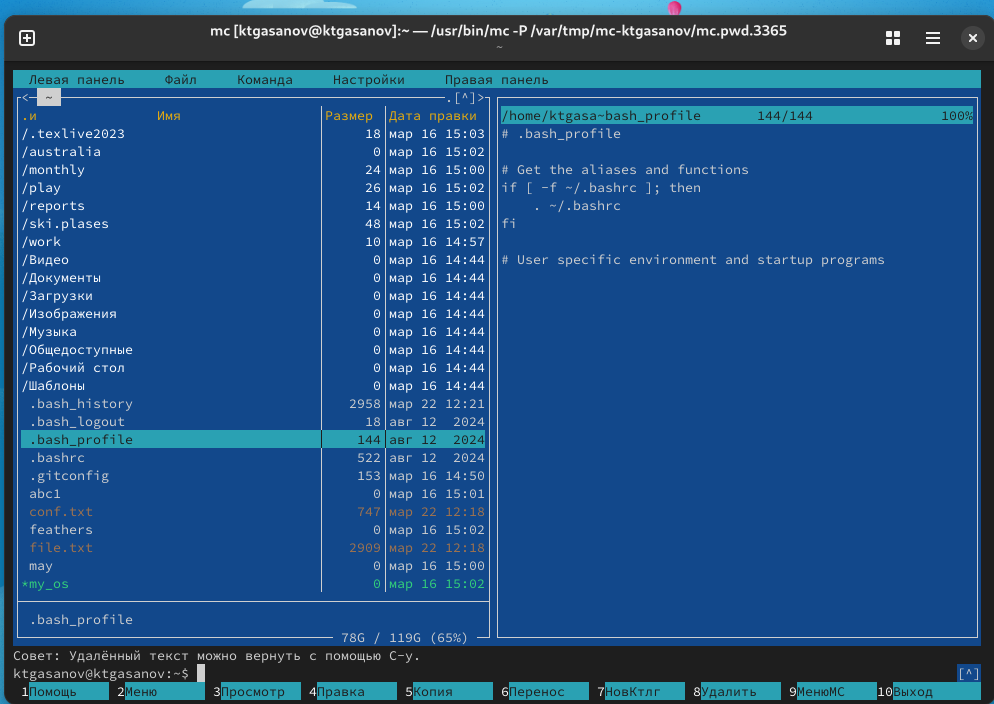 mc [ktgasanov@ktgasanov]:~ — /usr/bin/mc -P /var/tmp/mc-ktgasanov/mc.pwd.3365
~
Левая панель Файл Команда Настройки Правая панель
<─ ~ .[^]>
.и Имя Размер Дата правки
/.texlive2023 18 мар 16 15:03
/australia 0 мар 16 15:02
/monthly 24 мар 16 15:00
/play 26 мар 16 15:02
/reports 14 мар 16 15:00
/ski.plases 48 мар 16 15:02
/work 10 мар 16 14:57
/Видео 0 мар 16 14:44
/Документы 0 мар 16 14:44
/Загрузки 0 мар 16 14:44
/Изображения 0 мар 16 14:44
/Музыка 0 мар 16 14:44
/Общедоступные 0 мар 16 14:44
/Рабочий стол 0 мар 16 14:44
/Шаблоны 0 мар 16 14:44
.bash_history 2958 мар 22 12:21
.bash_logout 18 авг 12 2024
.bash_profile 144 авг 12 2024
.bashrc 522 авг 12 2024
.gitconfig 153 мар 16 14:50
abc1 0 мар 16 15:01
conf.txt 747 мар 22 12:18
feathers 0 мар 16 15:02
file.txt 2909 мар 22 12:18
may 0 мар 16 15:00
*my_os 0 мар 16 15:02
.bash_profile
78G / 119G (65%)
/home/ktgasa~bash_profile 144/144 100%
# .bash_profile
# Get the aliases and functions
if [ -f ~/.bashrc ]; then
. ~/.bashrc
fi
# User specific environment and startup programs
Совет: Удалённый текст можно вернуть с помощью C-y.
ktgasanov@ktgasanov:~$ [^]
1Помощь 2Меню 3Просмотр 4Правка 5Копия 6Перенос 7НовКтлг 8Удалить 9МенюМС 10Выход